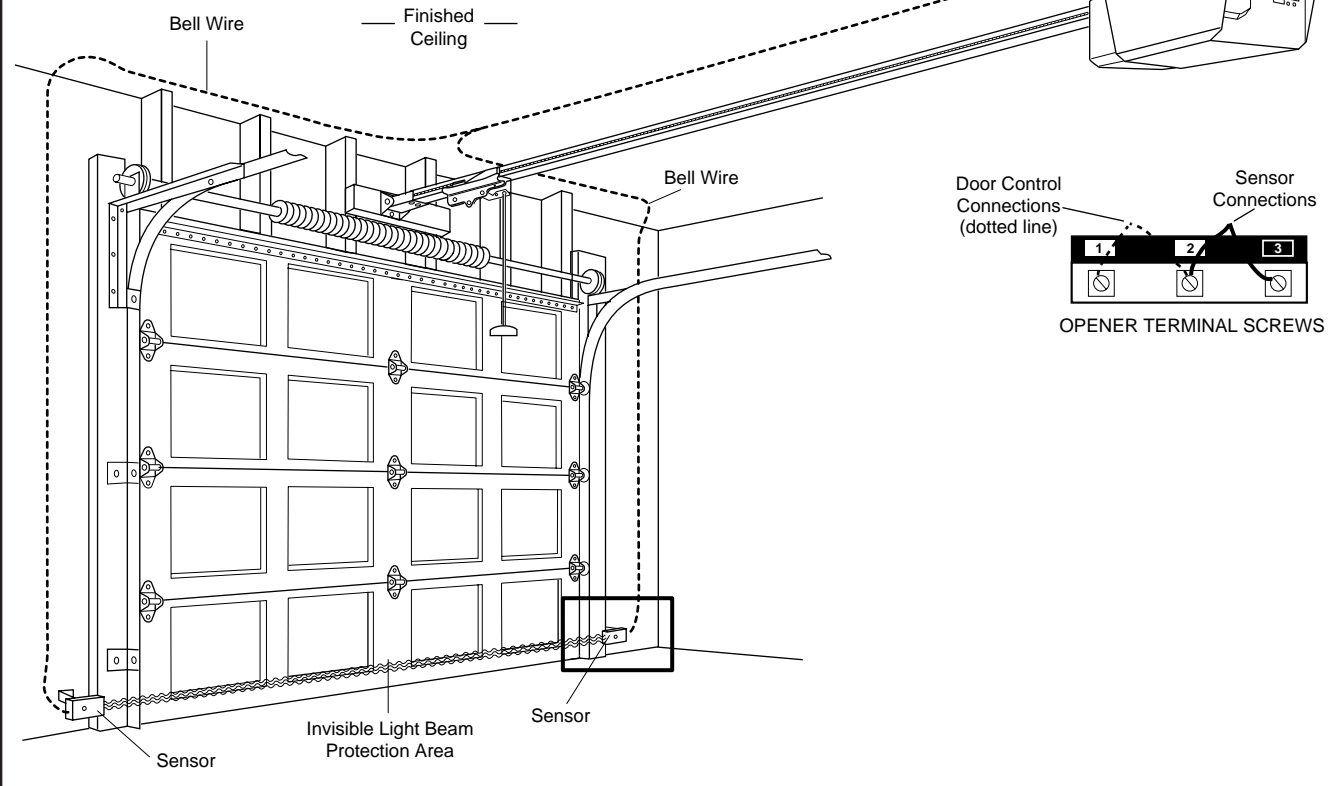 Bell Wire
Finished
Ceiling
Bell Wire
Door Control
Connections
(dotted line)
Sensor
Connections
1 2 3
OPENER TERMINAL SCREWS
Invisible Light Beam
Protection Area
Sensor
Sensor